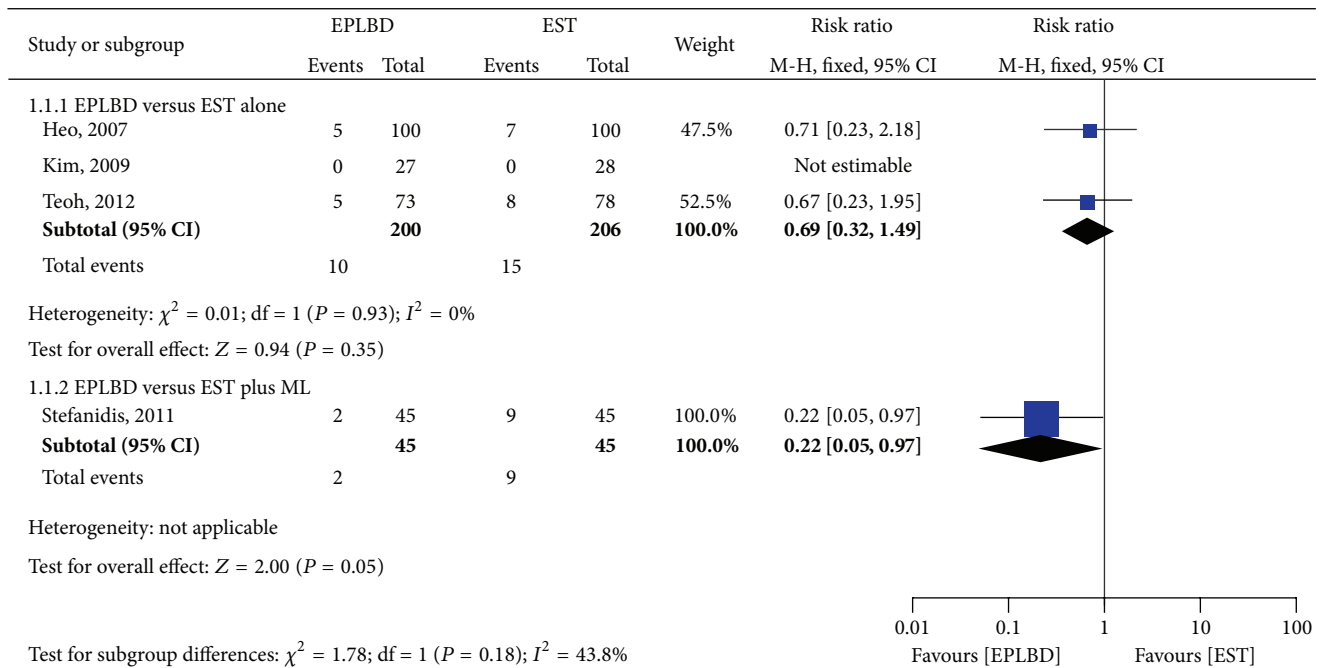 Study or subgroup EPLBD EST Weight Risk ratio Risk ratio
Events Total Events Total M-H, fixed, 95% CI M-H, fixed, 95% CI
1.1.1 EPLBD versus EST alone
Heo, 2007 5 100 7 100 47.5% 0.71 [0.23, 2.18]
Kim, 2009 0 27 0 28 Not estimable
Teoh, 2012 5 73 8 78 52.5% 0.67 [0.23, 1.95]
Subtotal (95% CI) 200 206 100.0% 0.69 [0.32, 1.49]
Total events 10 15
Heterogeneity: χ² = 0.01; df = 1 (P = 0.93); I² = 0%
Test for overall effect: Z = 0.94 (P = 0.35)
1.1.2 EPLBD versus EST plus ML
Stefanidis, 2011 2 45 9 45 100.0% 0.22 [0.05, 0.97]
Subtotal (95% CI) 45 45 100.0% 0.22 [0.05, 0.97]
Total events 2 9
Heterogeneity: not applicable
Test for overall effect: Z = 2.00 (P = 0.05)
0.01 0.1 1 10 100
Test for subgroup differences: χ² = 1.78; df = 1 (P = 0.18); I² = 43.8% Favours [EPLBD] Favours [EST]